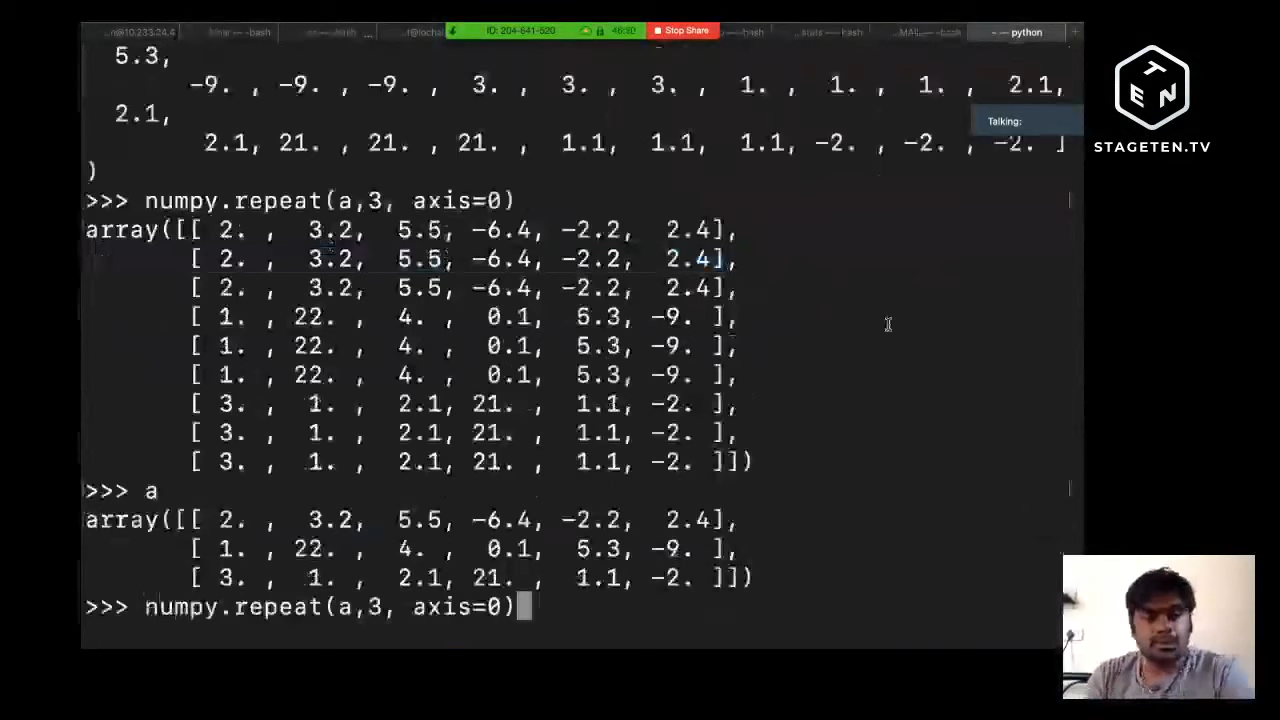 ID: 204-641-520 Stop Share
python
5.3,
-9. , -9. , -9. , 3. , 3. , 3. , 1. , 1. , 1. , 2.1,
2.1,
Talking:
2.1, 21. , 21. , 21. , 1.1, 1.1, 1.1, -2. , -2. , -2. ]
)
>>> numpy.repeat(a,3, axis=0)
array([[ 2. , 3.2, 5.5, -6.4, -2.2, 2.4],
[ 2. , 3.2, 5.5, -6.4, -2.2, 2.4],
[ 2. , 3.2, 5.5, -6.4, -2.2, 2.4],
[ 1. , 22. , 4. , 0.1, 5.3, -9. ],
[ 1. , 22. , 4. , 0.1, 5.3, -9. ],
[ 1. , 22. , 4. , 0.1, 5.3, -9. ],
[ 3. , 1. , 2.1, 21. , 1.1, -2. ],
[ 3. , 1. , 2.1, 21. , 1.1, -2. ],
[ 3. , 1. , 2.1, 21. , 1.1, -2. ]])
>>> a
array([[ 2. , 3.2, 5.5, -6.4, -2.2, 2.4],
[ 1. , 22. , 4. , 0.1, 5.3, -9. ],
[ 3. , 1. , 2.1, 21. , 1.1, -2. ]])
>>> numpy.repeat(a,3, axis=0)
TEN
STAGETEN.TV